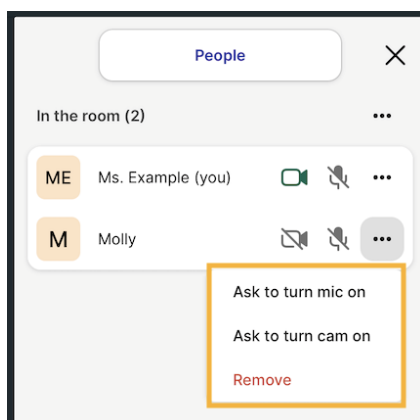 People
In the room (2)
ME Ms. Example (you)
M Molly
Ask to turn mic on
Ask to turn cam on
Remove